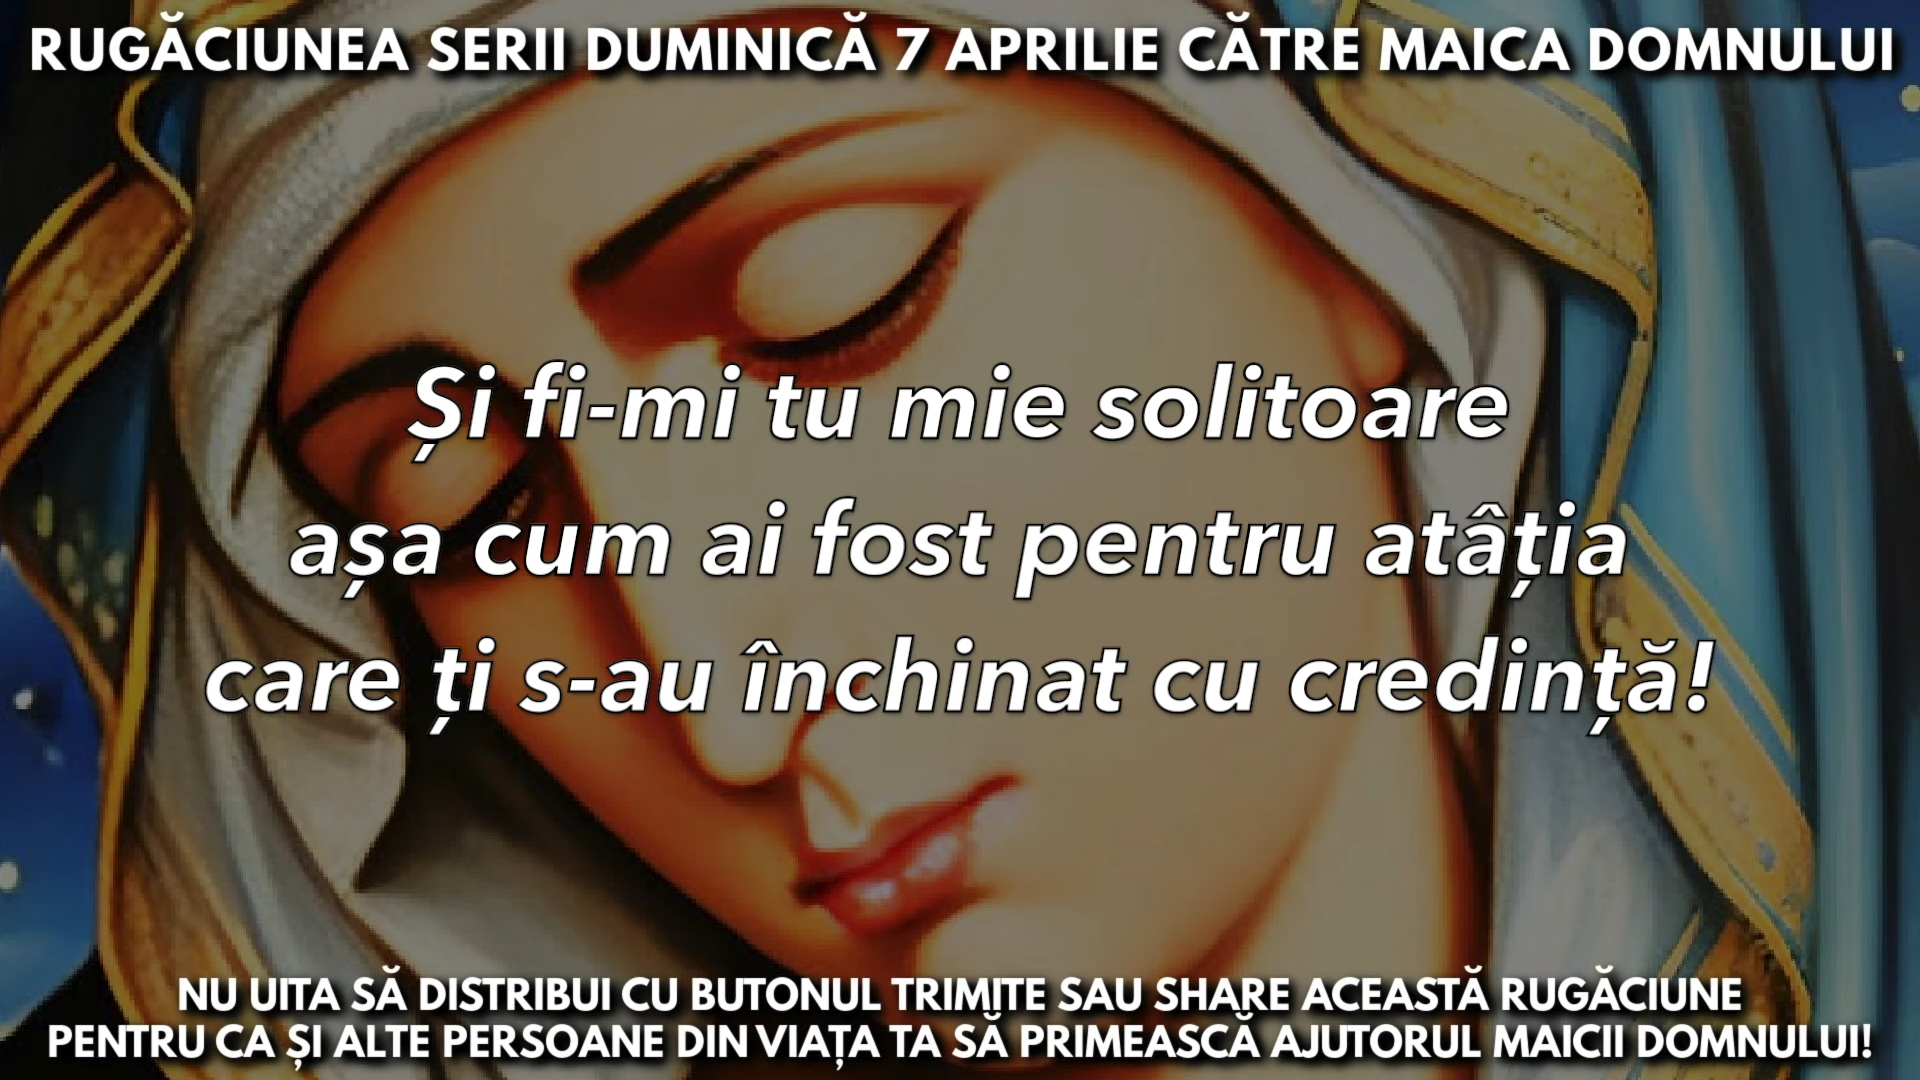 RUGĂCIUNEA SERII DUMINICĂ 7 APRILIE CĂTRE MAICA DOMNULUI
Și fi-mi tu mie solitoare
așa cum ai fost pentru atâția
care ți s-au închinat cu credință!
NU UITA SĂ DISTRIBUI CU BUTONUL TRIMITE SAU SHARE ACEASTĂ RUGĂCIUNE
PENTRU CA ȘI ALTE PERSOANE DIN VIAȚA TA SĂ PRIMEASCĂ AJUTORUL MAICII DOMNULUI!